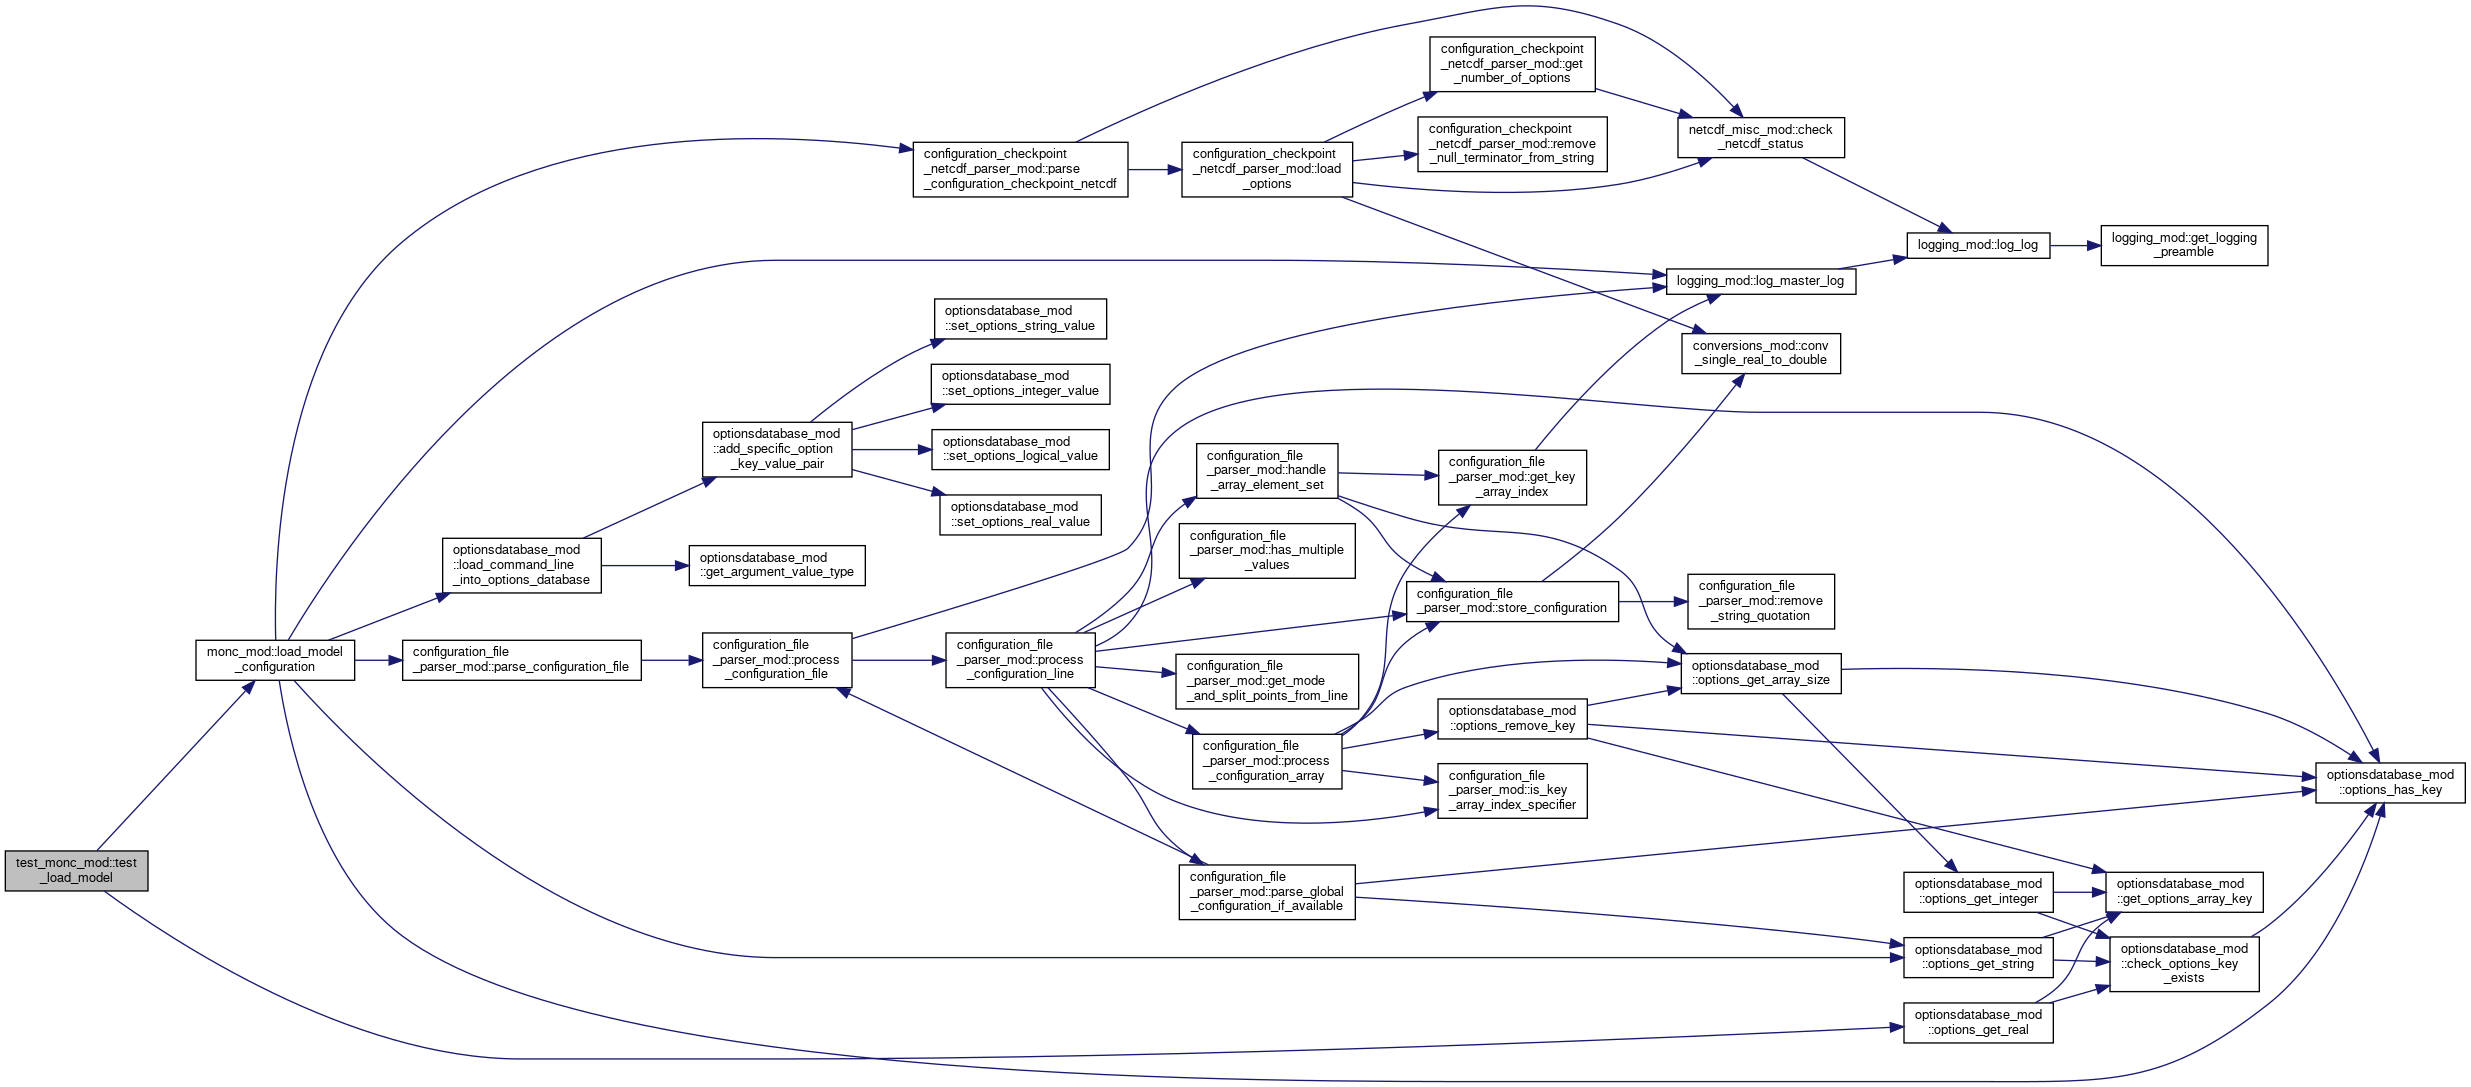 configuration_checkpoint
_netcdf_parser_mod::get
_number_of_options
configuration_checkpoint
_netcdf_parser_mod::remove
_null_terminator_from_string
netcdf_misc_mod::check
_netcdf_status
configuration_checkpoint
_netcdf_parser_mod::parse
_configuration_checkpoint_netcdf
configuration_checkpoint
_netcdf_parser_mod::load
_options
logging_mod::log_log
logging_mod::get_logging
_preamble
logging_mod::log_master_log
optionsdatabase_mod
::set_options_string_value
conversions_mod::conv
_single_real_to_double
optionsdatabase_mod
::set_options_integer_value
optionsdatabase_mod
::add_specific_option
_key_value_pair
optionsdatabase_mod
::set_options_logical_value
configuration_file
_parser_mod::handle
_array_element_set
configuration_file
_parser_mod::get_key
_array_index
optionsdatabase_mod
::set_options_real_value
optionsdatabase_mod
::load_command_line
_into_options_database
optionsdatabase_mod
::get_argument_value_type
configuration_file
_parser_mod::has_multiple
_values
configuration_file
_parser_mod::store_configuration
configuration_file
_parser_mod::remove
_string_quotation
monc_mod::load_model
_configuration
configuration_file
_parser_mod::parse_configuration_file
configuration_file
_parser_mod::process
_configuration_file
configuration_file
_parser_mod::process
_configuration_line
configuration_file
_parser_mod::get_mode
_and_split_points_from_line
optionsdatabase_mod
::options_get_array_size
optionsdatabase_mod
::options_remove_key
configuration_file
_parser_mod::process
_configuration_array
configuration_file
_parser_mod::is_key
_array_index_specifier
optionsdatabase_mod
::options_has_key
test_monc_mod::test
_load_model
configuration_file
_parser_mod::parse_global
_configuration_if_available
optionsdatabase_mod
::options_get_integer
optionsdatabase_mod
::get_options_array_key
optionsdatabase_mod
::options_get_string
optionsdatabase_mod
::check_options_key
_exists
optionsdatabase_mod
::options_get_real